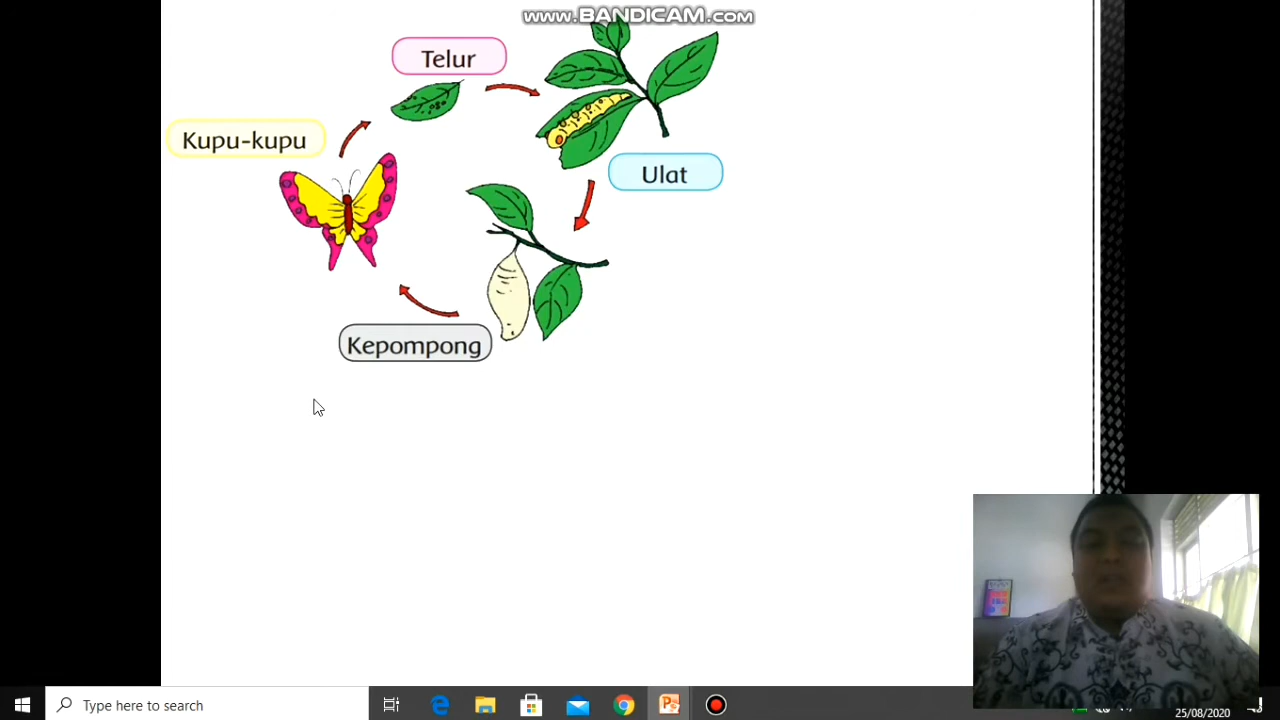 www.BANDICAM.com
Telur
Kupu-kupu
Ulat
Kepompong
Type here to search
25/08/2020